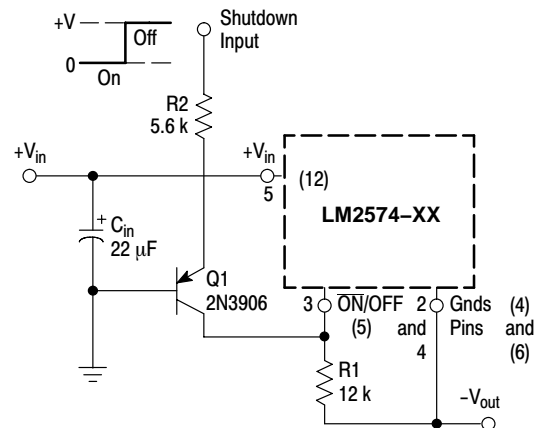 +V
Off
0
On
Shutdown
Input
R2
5.6 k
+Vin
+Vin
5
(12)
LM2574–XX
+
Cin
22 µF
Q1
2N3906
3
ON/OFF
(5)
2
and
4
Gnds
Pins
(4)
and
(6)
R1
12 k
–Vout